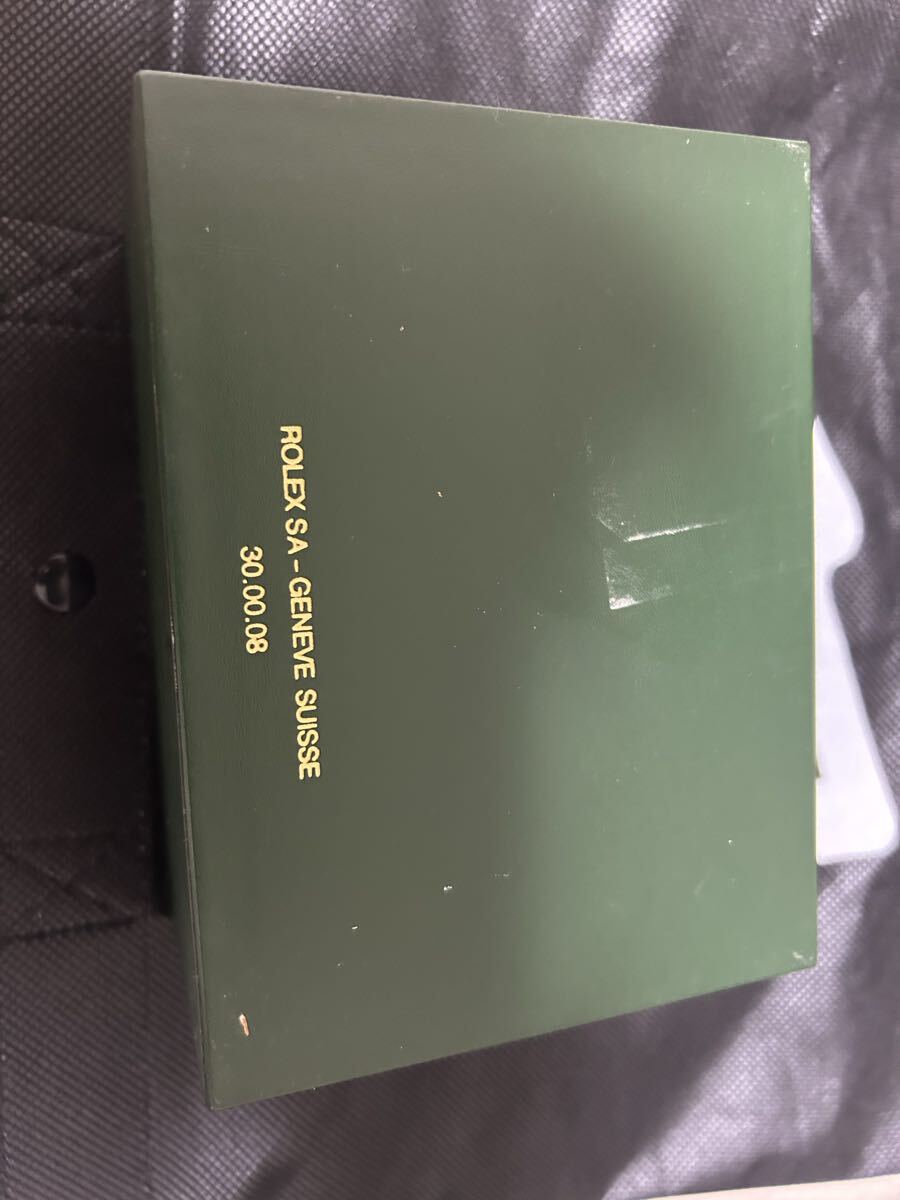 ROLEX SA - GENEVE SUISSE
30.00.08